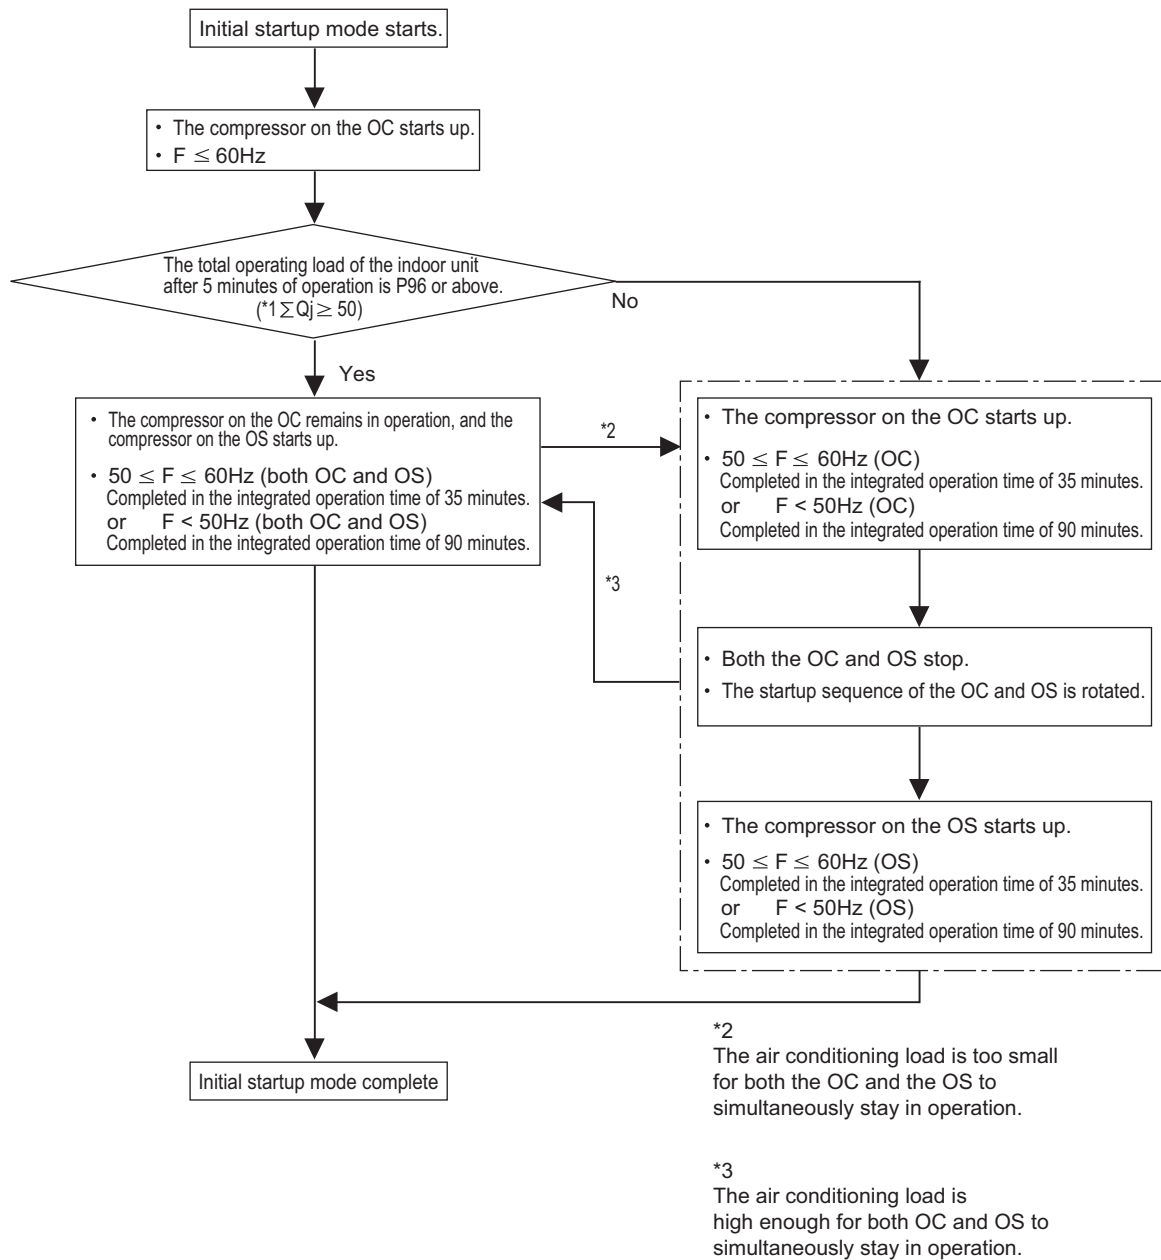 Initial startup mode starts.
・ The compressor on the OC starts up.
・ F ≦ 60Hz
The total operating load of the indoor unit
after 5 minutes of operation is P96 or above.
(*1∑Qj ≥ 50)
No
Yes
・ The compressor on the OC remains in operation, and the
compressor on the OS starts up.
・ 50 ≦ F ≦ 60Hz (both OC and OS)
Completed in the integrated operation time of 35 minutes.
or F < 50Hz (both OC and OS)
Completed in the integrated operation time of 90 minutes.
*2
*3
・ The compressor on the OC starts up.
・ 50 ≦ F ≦ 60Hz (OC)
Completed in the integrated operation time of 35 minutes.
or F < 50Hz (OC)
Completed in the integrated operation time of 90 minutes.
・ Both the OC and OS stop.
・ The startup sequence of the OC and OS is rotated.
・ The compressor on the OS starts up.
・ 50 ≦ F ≦ 60Hz (OS)
Completed in the integrated operation time of 35 minutes.
or F < 50Hz (OS)
Completed in the integrated operation time of 90 minutes.
Initial startup mode complete
*2
The air conditioning load is too small
for both the OC and the OS to
simultaneously stay in operation.
*3
The air conditioning load is
high enough for both OC and OS to
simultaneously stay in operation.